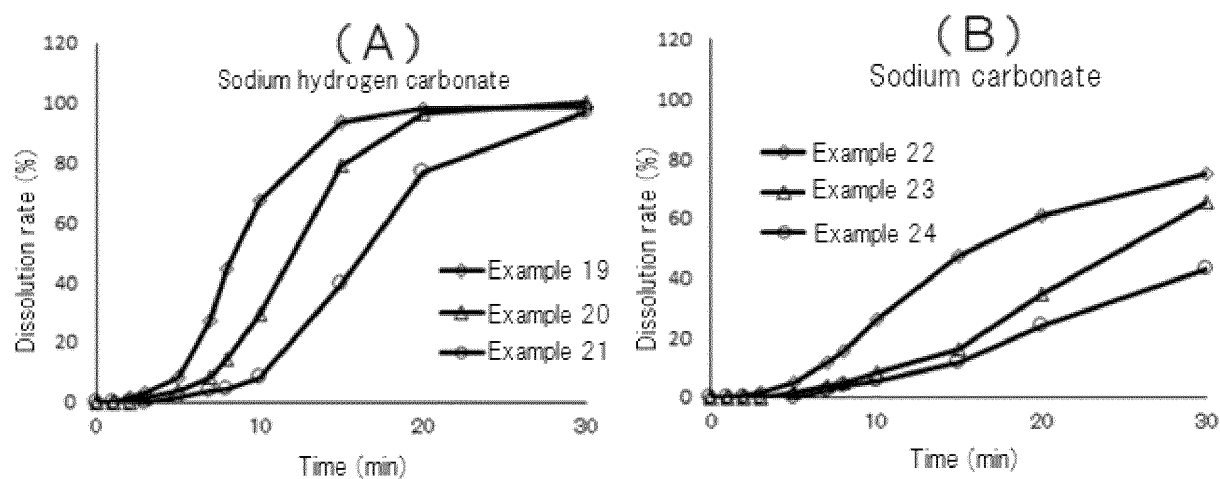 (A)
Sodium hydrogen carbonate
Dissolution rate (%)
120
100
80
60
40
20
0
0 10 20 30
Time (min)
Example 19
Example 20
Example 21
(B)
Sodium carbonate
Dissolution rate (%)
120
100
80
60
40
20
0
0 10 20 30
Time (min)
Example 22
Example 23
Example 24